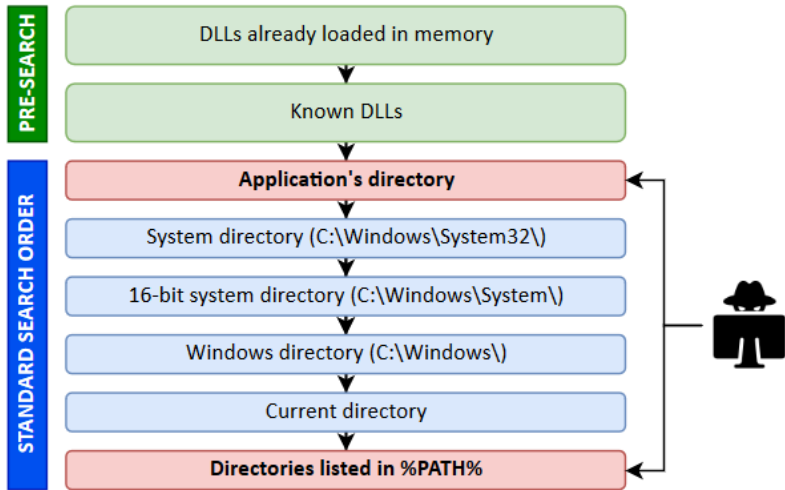 PRE-SEARCH
DLLs already loaded in memory
Known DLLs
STANDARD SEARCH ORDER
Application's directory
System directory (C:\Windows\System32\)
16-bit system directory (C:\Windows\System\)
Windows directory (C:\Windows\)
Current directory
Directories listed in %PATH%